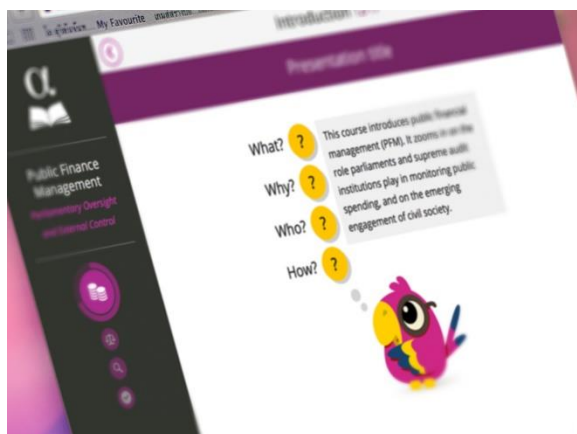 My Favourite
Introduction
Presentation title
α
Public Finance
Management
Parliamentary Oversight
and External Control
What? ?
Why? ?
Who? ?
How? ?
This course introduces public financial
management (PFM). It zooms in on the
role parliaments and supreme audit
institutions play in monitoring public
spending, and on the emerging
engagement of civil society.